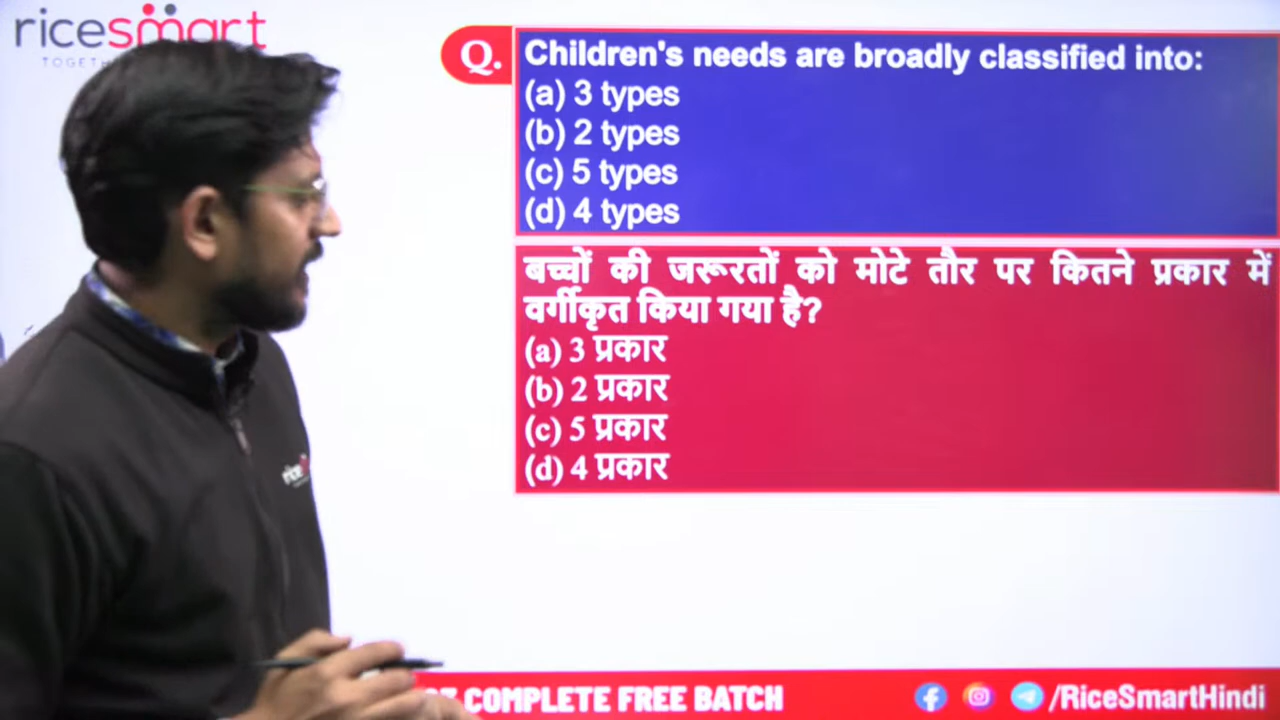 ricesmart
Q.
Children's needs are broadly classified into:
(a) 3 types
(b) 2 types
(c) 5 types
(d) 4 types
बच्चों की जरूरतों को मोटे तौर पर कितने प्रकार में
वर्गीकृत किया गया है?
(a) 3 प्रकार
(b) 2 प्रकार
(c) 5 प्रकार
(d) 4 प्रकार
rice
COMPLETE FREE BATCH
/RiceSmartHindi